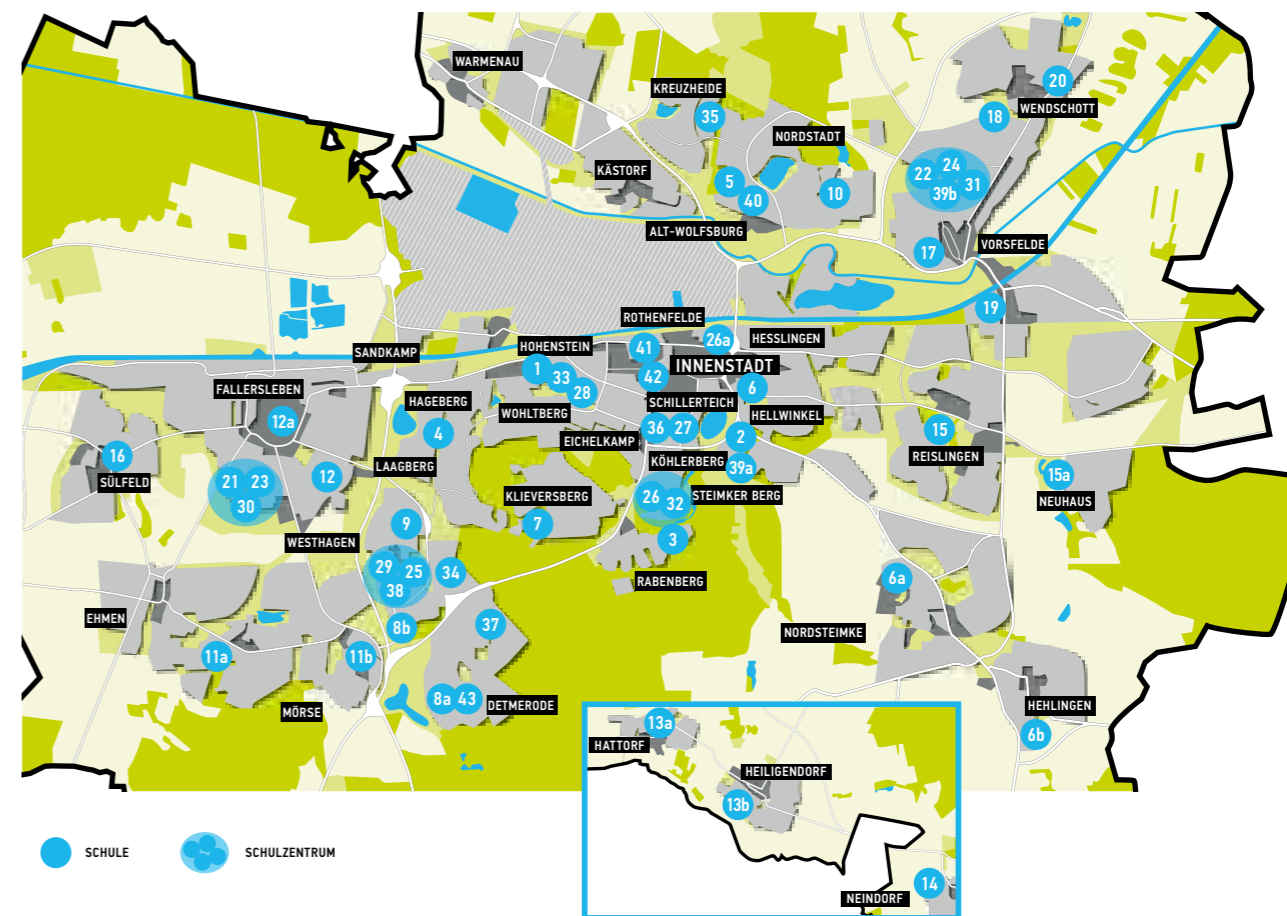 WARMENAU
KREUZHEIDE
20
WENDSCHOTT
35
18
NORDSTADT
KÄSTORF
24
22
31
39b
5
40
10
ALT-WOLFSBURG
17
VORSFELDE
19
ROTHENFELDE
26a
HESSLINGEN
HOHENSTEIN
41
SANDKAMP
INNENSTADT
1
33
42
28
6
FALLERSLEBEN
HAGEBERG
WOHLTBERG
SCHILLERTEICH
HELLWINKEL
12a
4
EICHELKAMP
36
27
2
15
16
SÜLFELD
LAAGBERG
KÖHLERBERG
39a
REISLINGEN
15a
NEUHAUS
21
23
12
30
KLIEVERSBERG
26
32
STEIMKER BERG
WESTHAGEN
9
7
3
29
25
38
34
RABENBERG
6a
EHMEN
8b
37
NORDSTEIMKE
11a
11b
MÖRSE
8a
43
DETMERODE
HEHLINGEN
6b
13a
HATTORF
HEILIGENDORF
13b
NEINDORF
14
SCHULE
SCHULZENTRUM